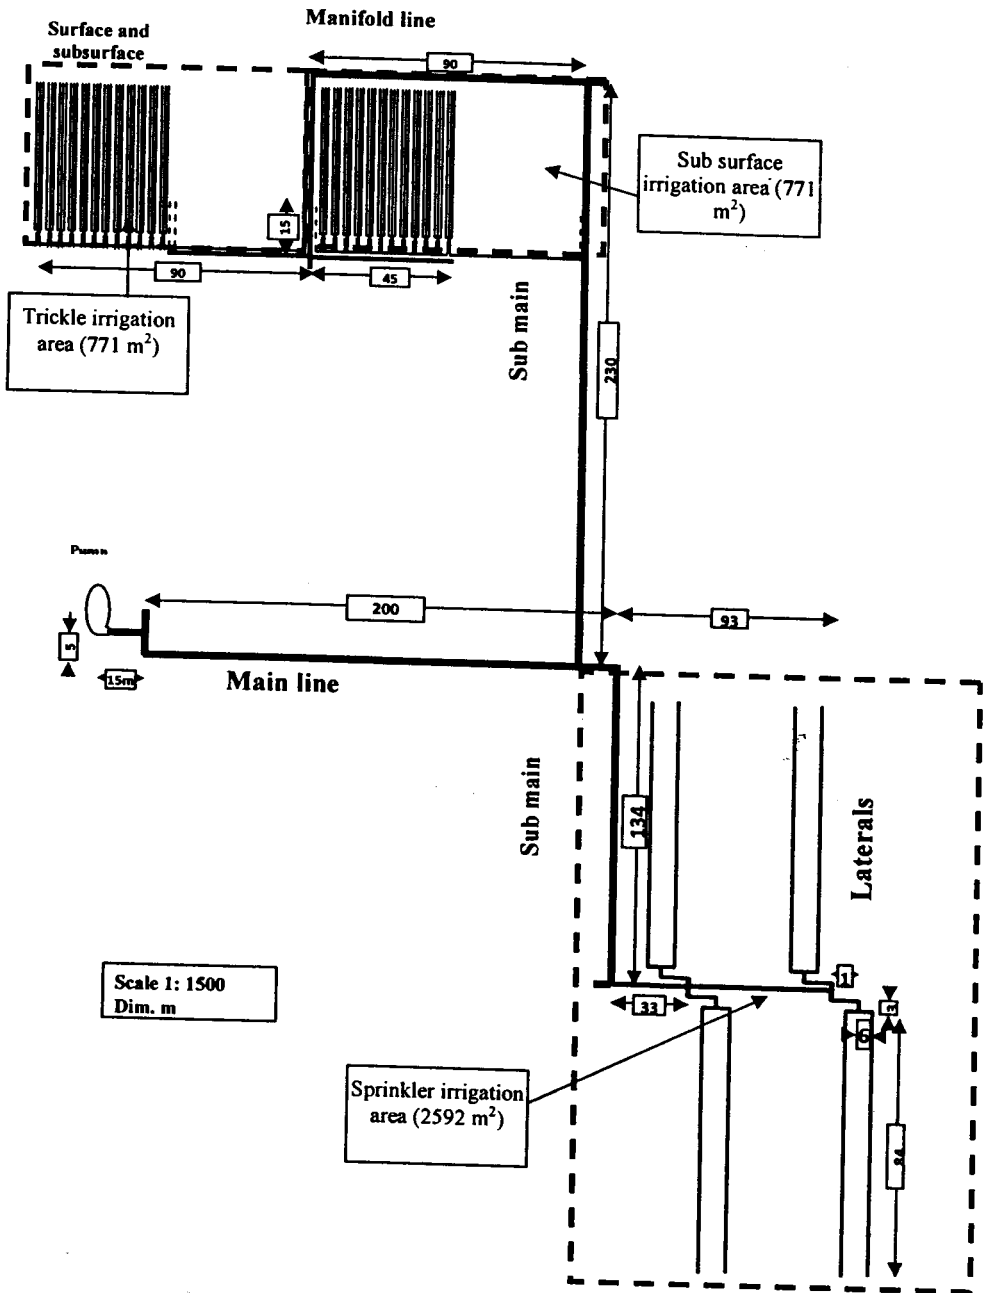 Manifold line
Surface and
subsurface
90
Sub surface
irrigation area (771
m²)
15
90
45
Trickle irrigation
area (771 m²)
Sub main
230
200
93
5
15m
Main line
Sub main
134
Laterals
1
33
3
6
84
Scale 1: 1500
Dim. m
Sprinkler irrigation
area (2592 m²)